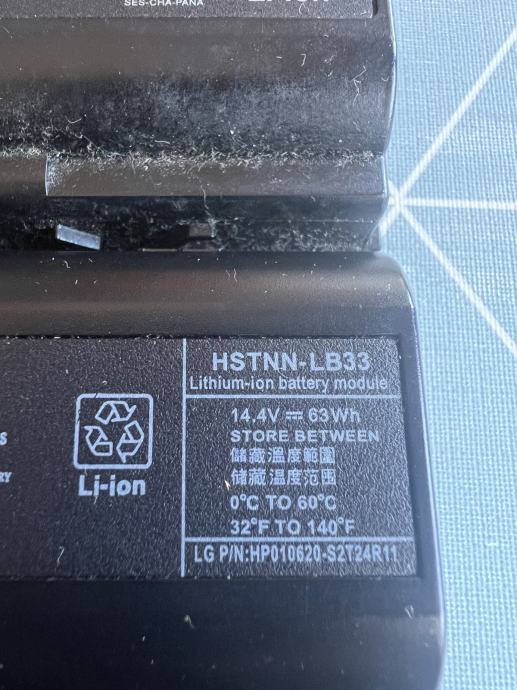 SES-CHA-PANA
HSTNN-LB33
Lithium-ion battery module
14.4V ⎓ 63Wh
STORE BETWEEN
儲藏溫度範圍
储藏温度范围
0°C TO 60°C
32°F TO 140°F
LG P/N:HP010620-S2T24R11
Li-ion